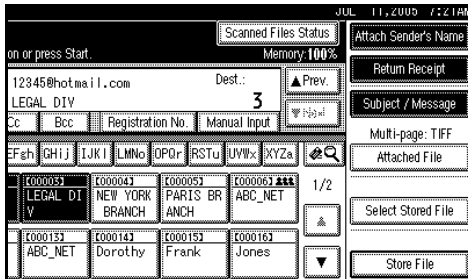 JUL 11,2005 7:21AM
Scanned Files Status
Attach Sender's Name
on or press Start.
Memory:100%
Return Receipt
12345@hotmail.com
Dest.:
▲Prev.
LEGAL DIV
3
Subject / Message
Cc
Bcc
Registration No.
Manual Input
Multi-page: TIFF
EFgh
GHij
IJKl
LMNo
OPQr
RSTu
UVWx
XYZa
Attached File
[00003]
[00004]
[00005]
[00006]
1/2
LEGAL DI
NEW YORK
PARIS BR
ABC_NET
V
BRANCH
ANCH
Select Stored File
[00013]
[00014]
[00015]
[00016]
ABC_NET
Dorothy
Frank
Jones
▼
Store File